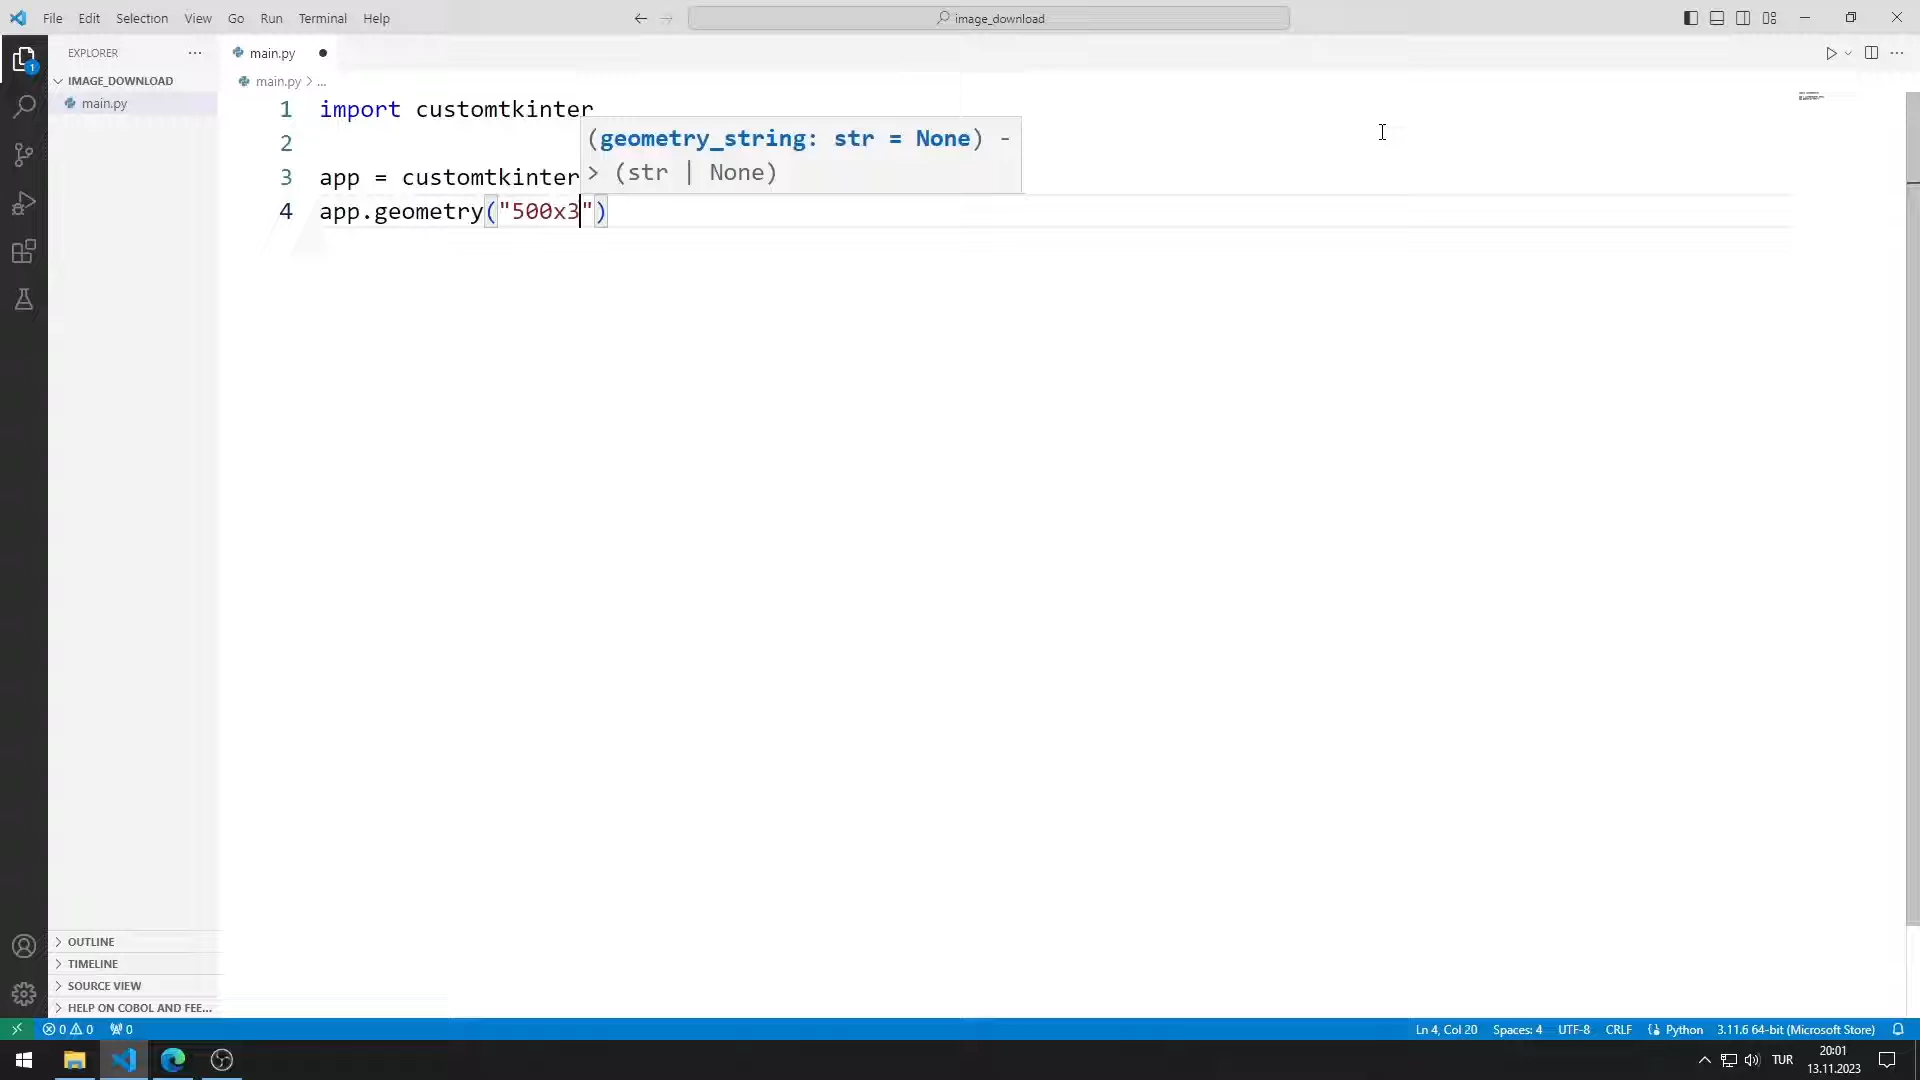 File Edit Selection View Go Run Terminal Help
image_download
EXPLORER
main.py
IMAGE_DOWNLOAD
main.py
main.py > ...
1 import customtkinter
2
3 app = customtkinter
4 app.geometry("500x3")
(geometry_string: str = None) -
> (str | None)
1
OUTLINE
TIMELINE
SOURCE VIEW
HELP ON COBOL AND FEE...
0 0 0
Ln 4, Col 20 Spaces: 4 UTF-8 CRLF Python 3.11.6 64-bit (Microsoft Store)
TUR
20:01
13.11.2023